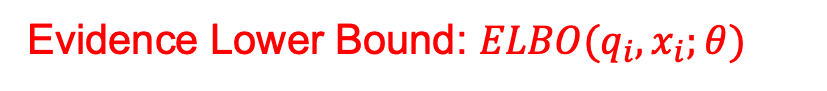 Evidence Lower Bound: ELBO(qᵢ, xᵢ; θ)